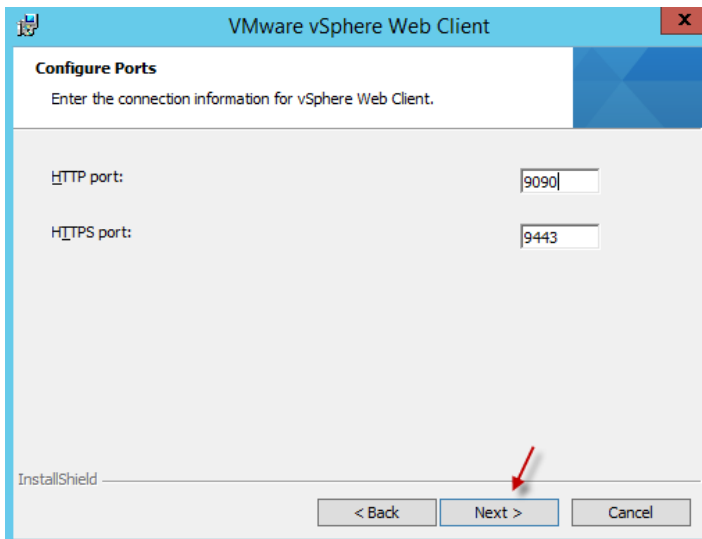 VMware vSphere Web Client
x
Configure Ports
Enter the connection information for vSphere Web Client.
HTTP port:
9090
HTTPS port:
9443
InstallShield
< Back
Next >
Cancel